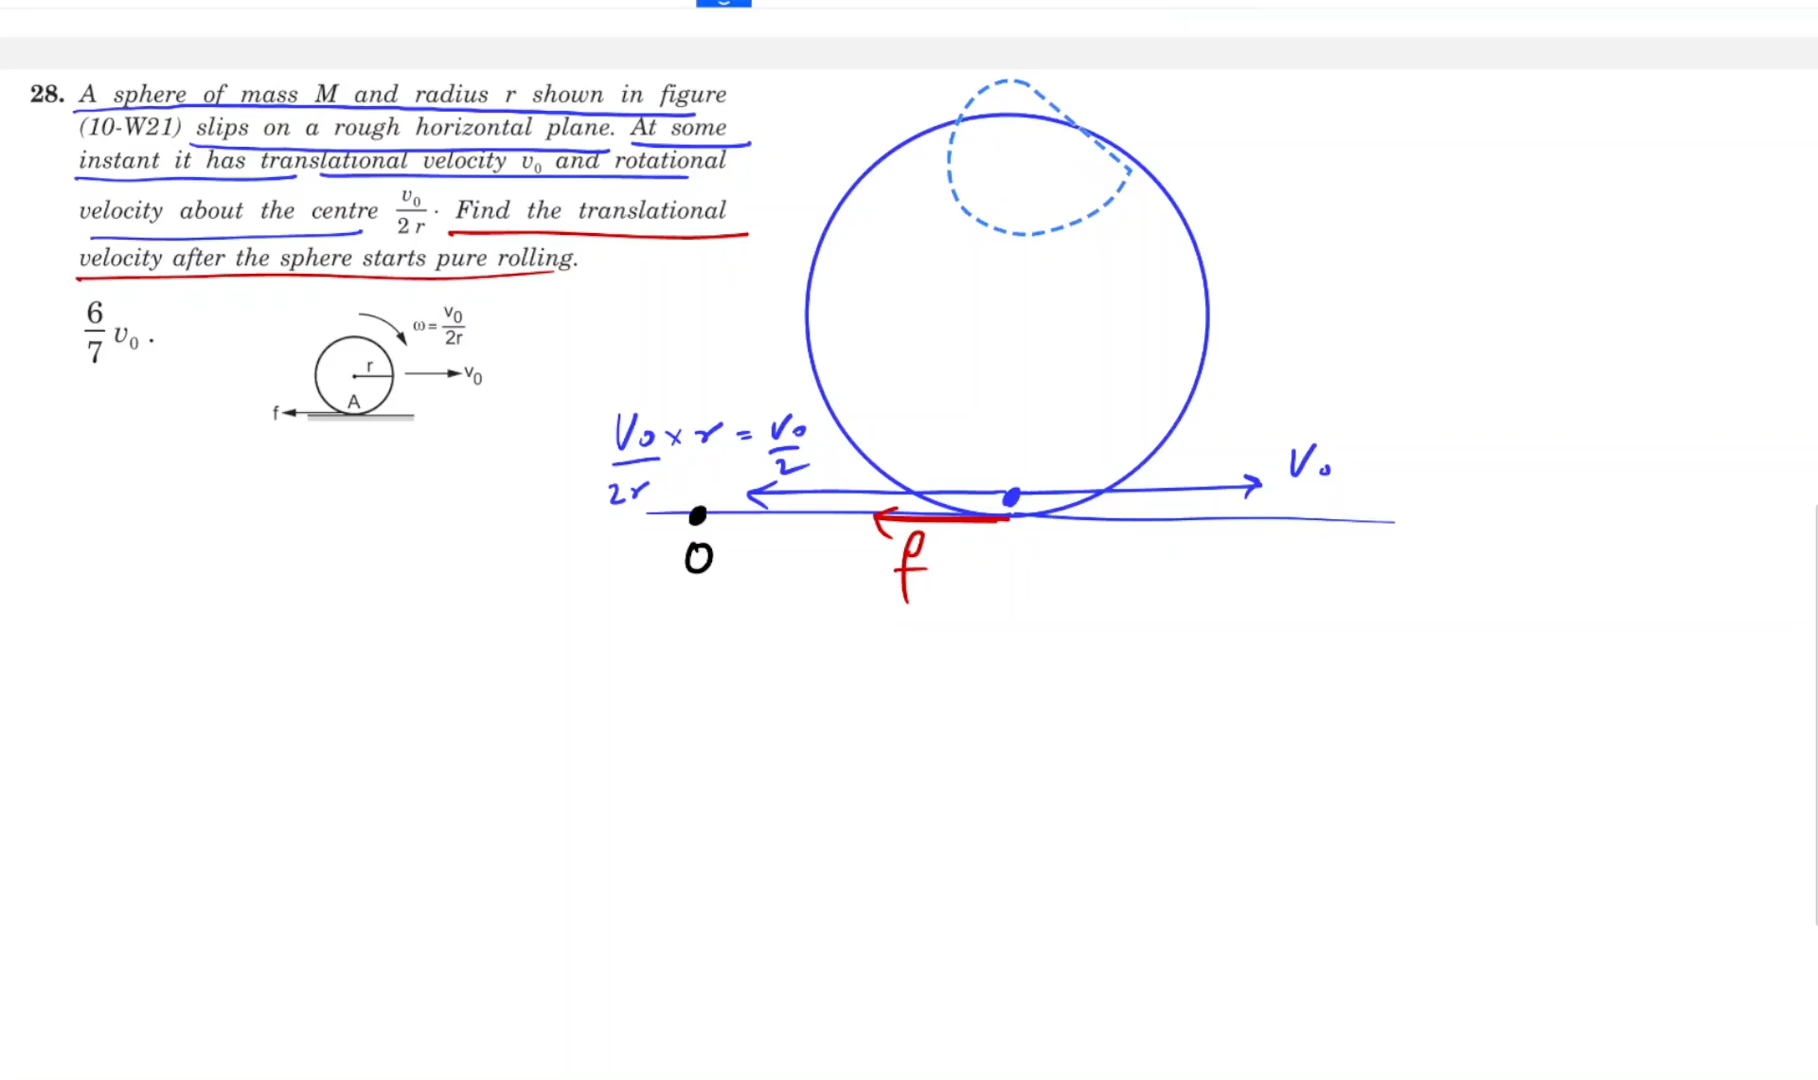 28. A sphere of mass M and radius r shown in figure
(10-W21) slips on a rough horizontal plane. At some
instant it has translational velocity v₀ and rotational
velocity about the centre v₀/2 r. Find the translational
velocity after the sphere starts pure rolling.
6/7 v₀.
ω = v₀/2r
r
v₀
A
f
V₀/2r × r = V₀/2
V₀
O
f